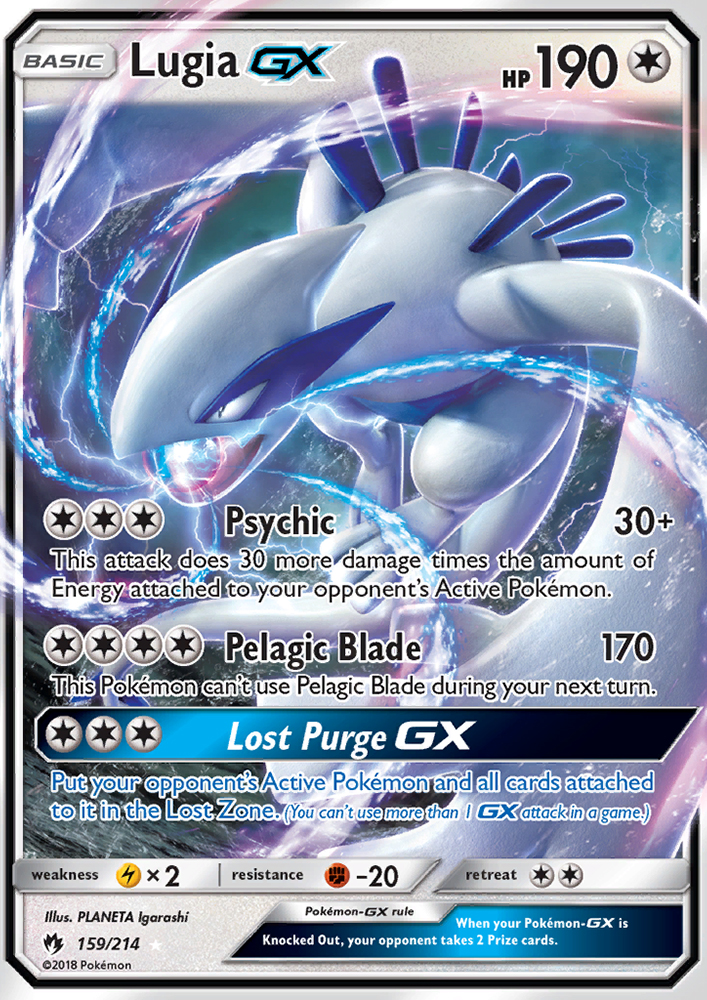 BASIC Lugia GX HP 190
Psychic 30+
This attack does 30 more damage times the amount of
Energy attached to your opponent's Active Pokémon.
Pelagic Blade 170
This Pokémon can't use Pelagic Blade during your next turn.
Lost Purge GX
Put your opponent's Active Pokémon and all cards attached
to it in the Lost Zone. (You can't use more than 1 GX attack in a game.)
weakness ×2 resistance -20 retreat
Illus. PLANETA Igarashi
Pokémon-GX rule
When your Pokémon-GX is
Knocked Out, your opponent takes 2 Prize cards.
159/214
©2018 Pokémon